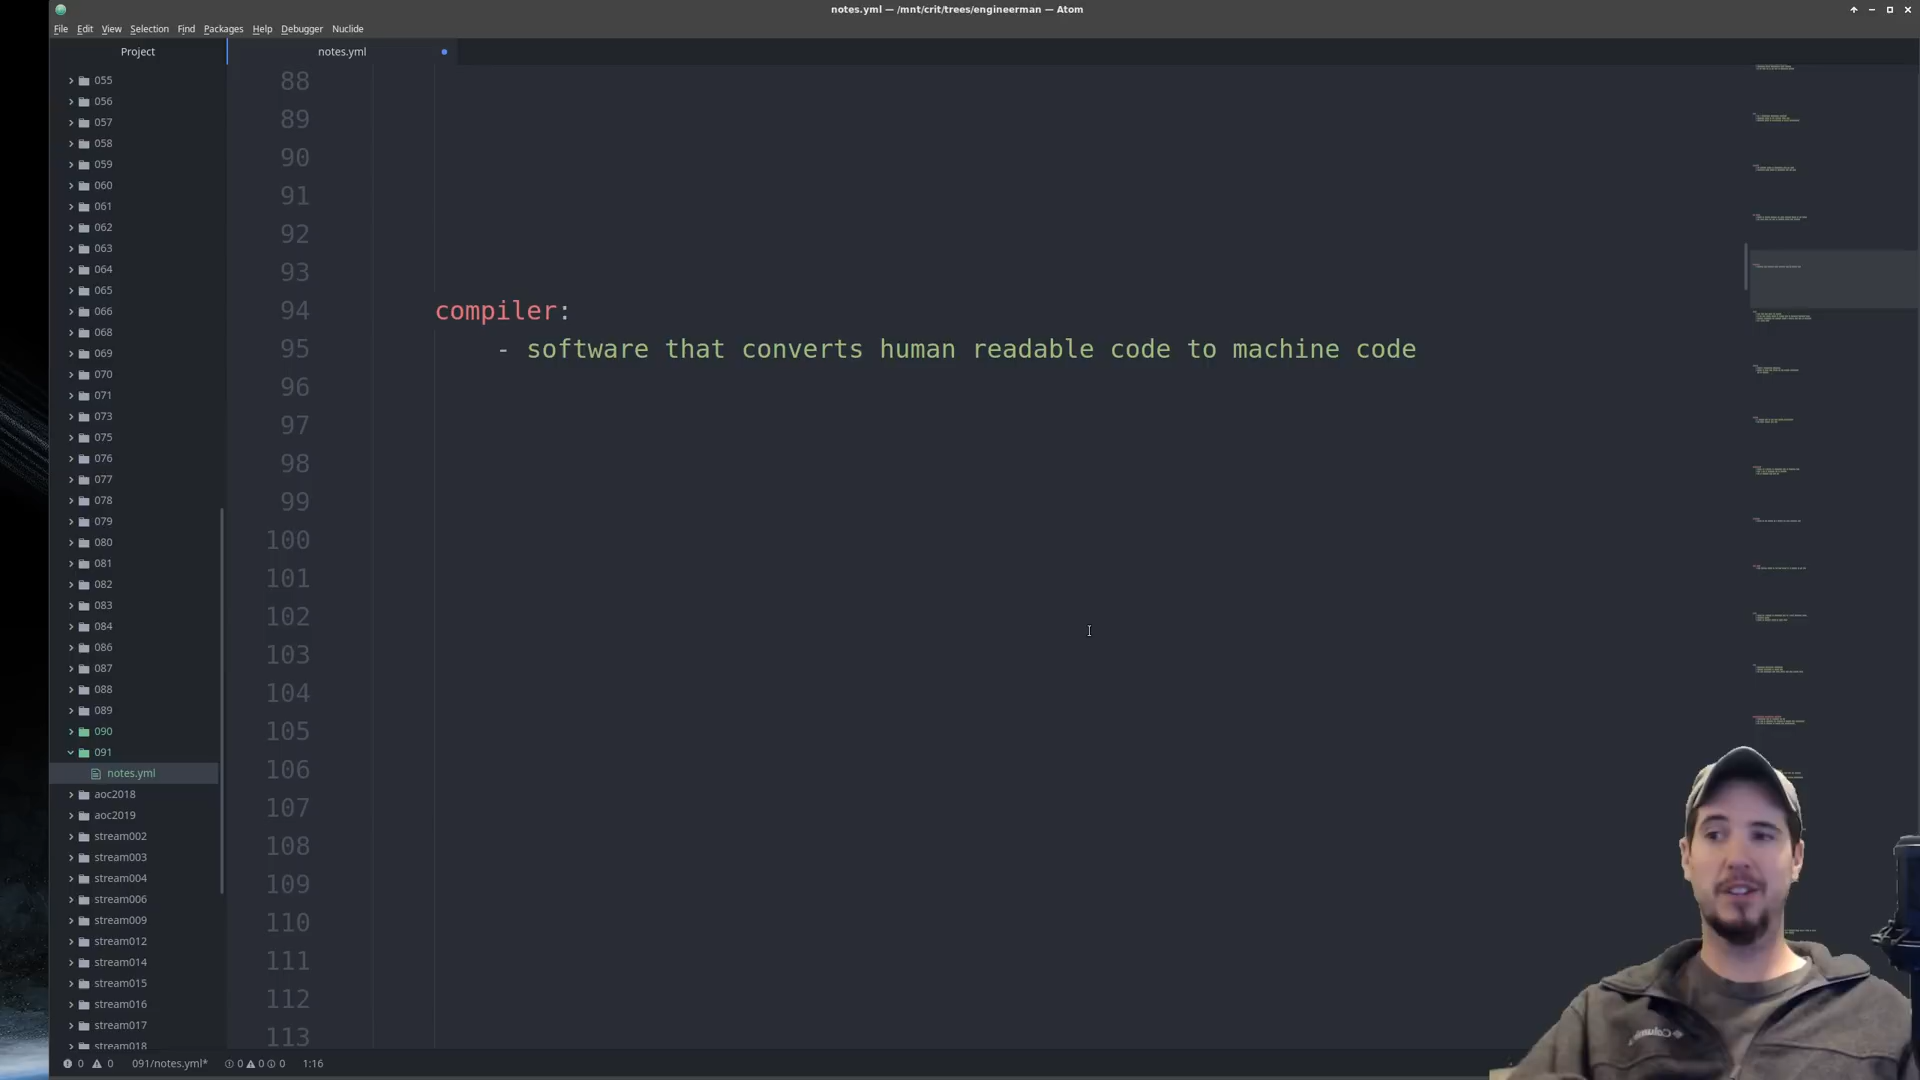 notes.yml — /mnt/crit/trees/engineerman — Atom
File Edit View Selection Find Packages Help Debugger Nuclide
Project
notes.yml
055
056
057
058
059
060
061
062
063
064
065
066
068
069
070
071
073
075
076
077
078
079
080
081
082
083
084
086
087
088
089
090
091
notes.yml
aoc2018
aoc2019
stream002
stream003
stream004
stream006
stream009
stream012
stream014
stream015
stream016
stream017
stream018
88
89
90
91
92
93
94 compiler:
95 - software that converts human readable code to machine code
96
97
98
99
100
101
102
103
104
105
106
107
108
109
110
111
112
113
Columbia
0 0 091/notes.yml* 0 0 0 1:16